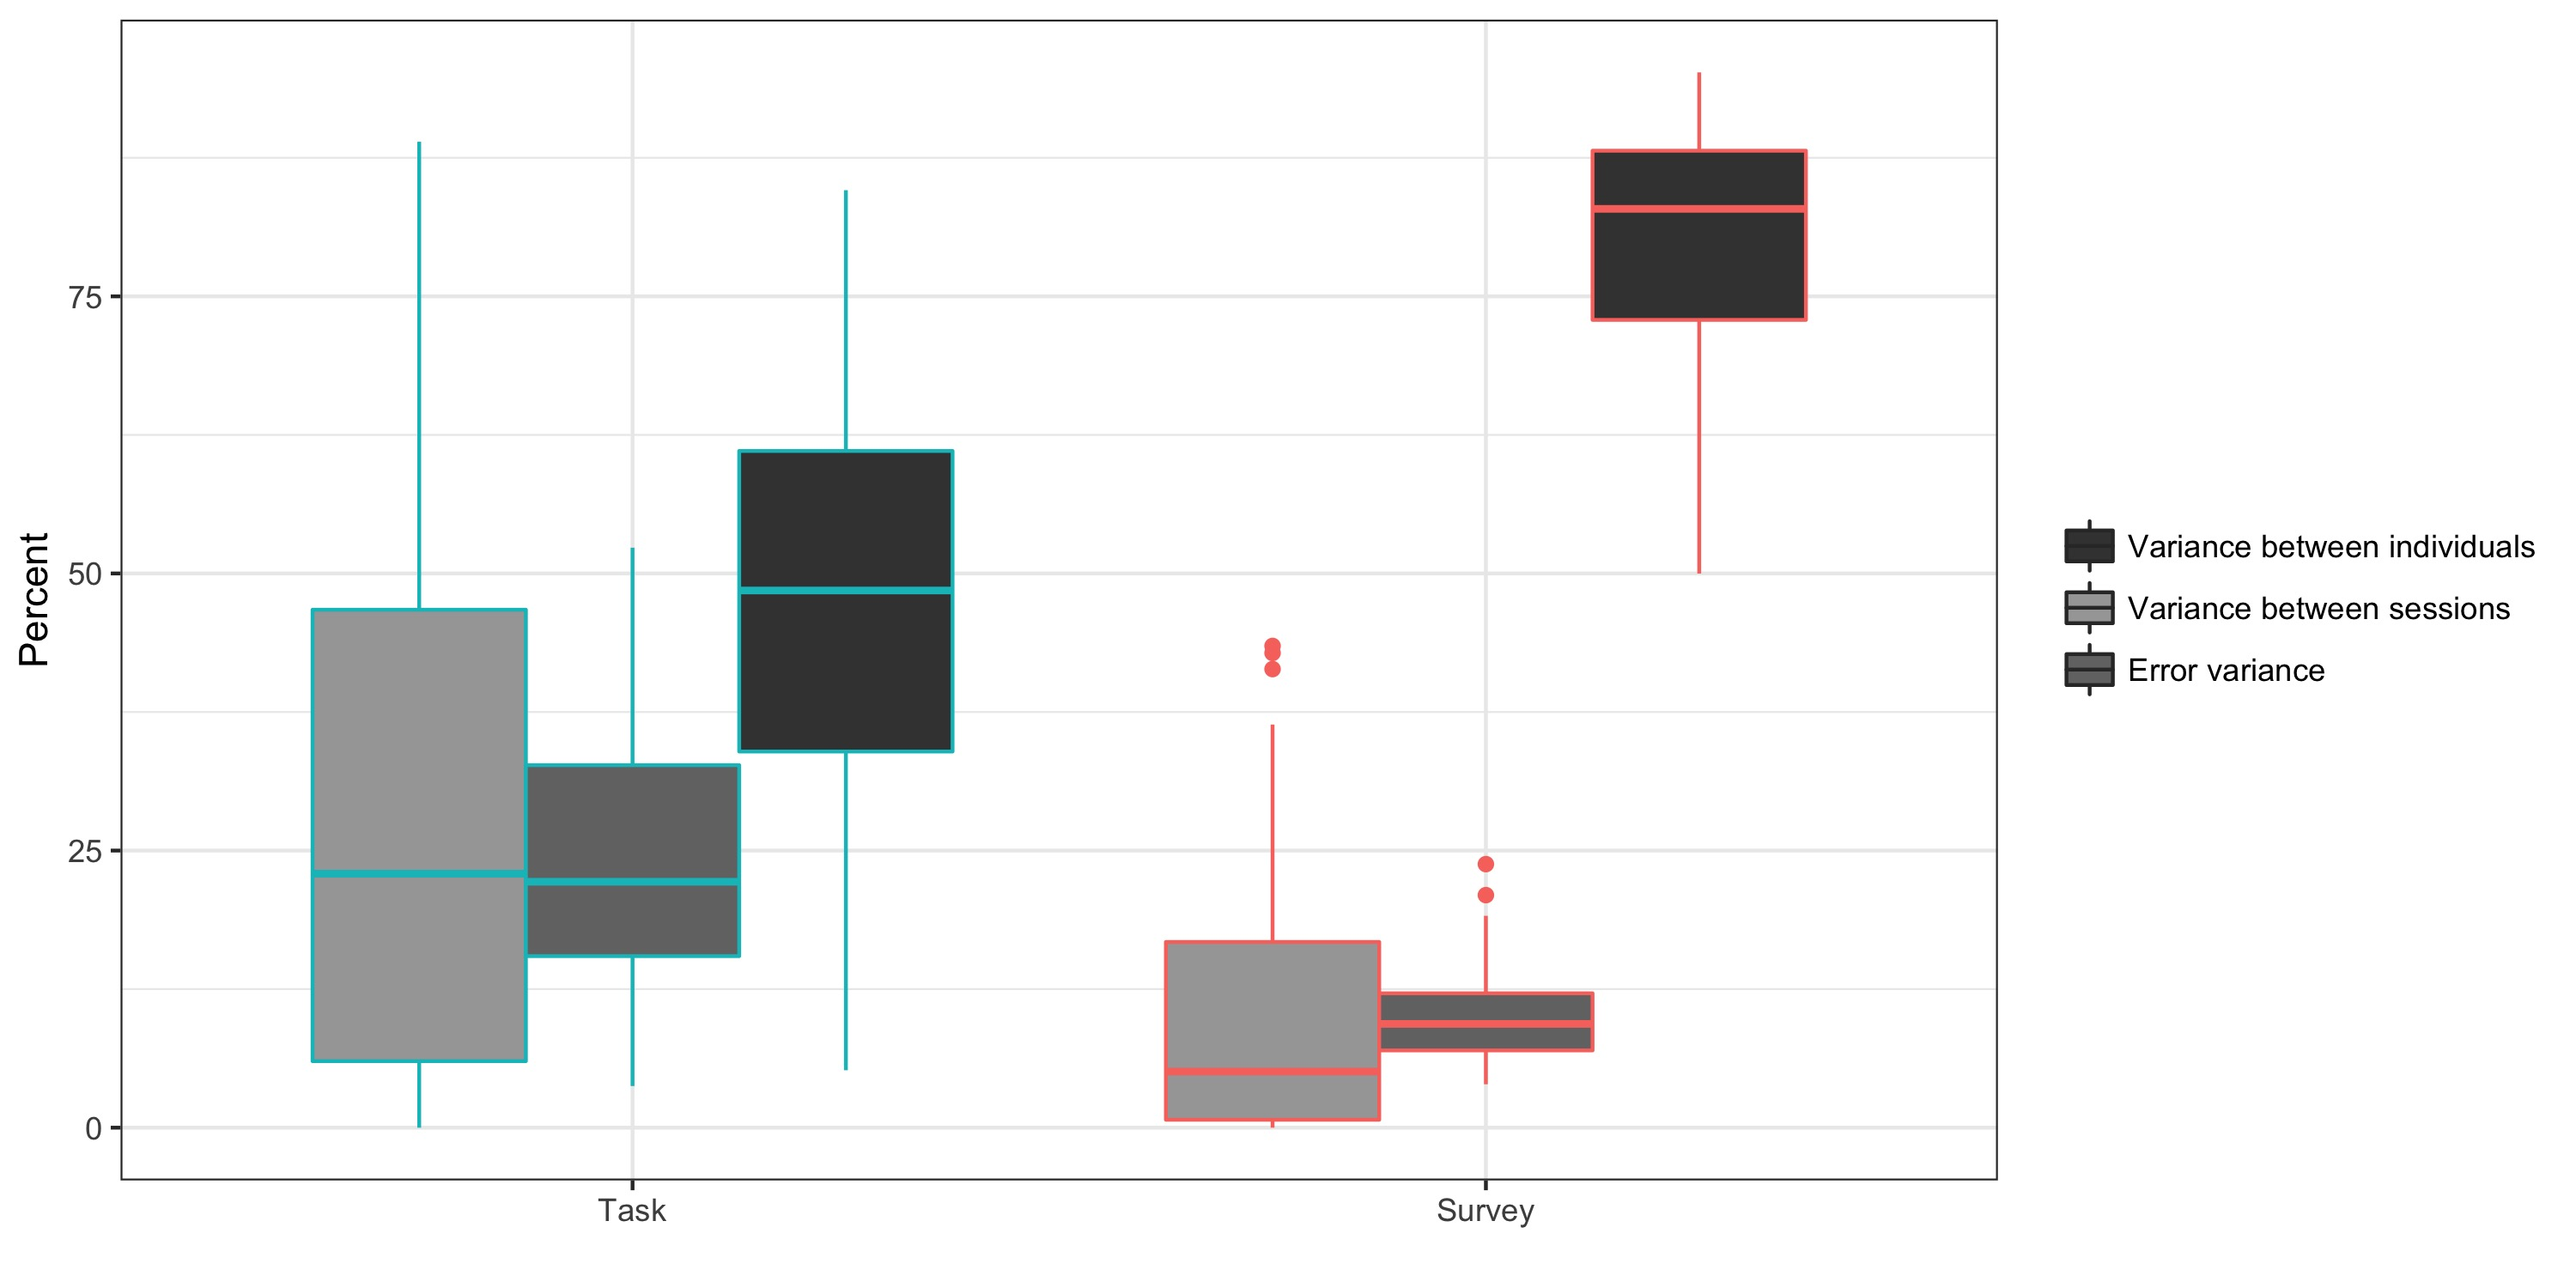 Percent
75
50
25
0
Task
Survey
Variance between individuals
Variance between sessions
Error variance